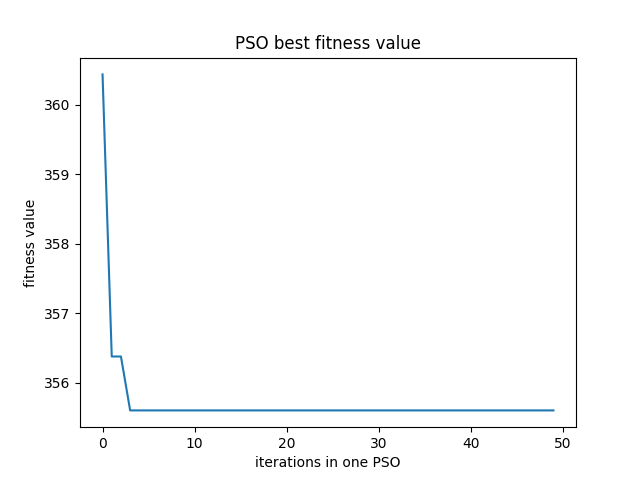 PSO best fitness value
fitness value
360
359
358
357
356
0 10 20 30 40 50
iterations in one PSO